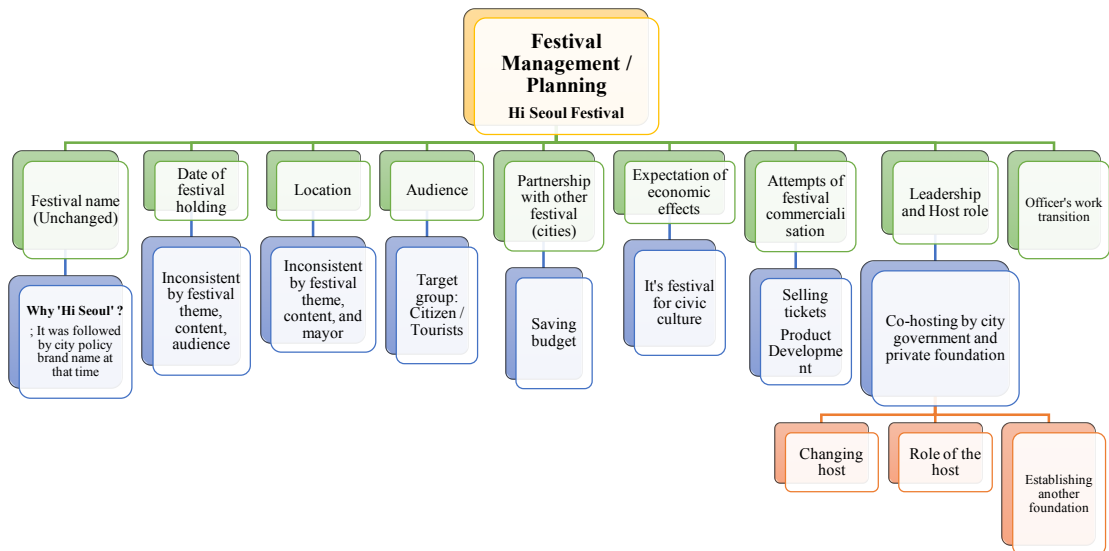 Festival
Management /
Planning
Hi Seoul Festival
Festival name
(Unchanged)
Date of
festival
holding
Location
Audience
Partnership
with other
festival
(cities)
Expectation of
economic
effects
Attempts of
festival
commerciali
sation
Leadership
and Host role
Officer's work
transition
Why 'Hi Seoul' ?
; It was followed
by city policy
brand name at
that time
Inconsistent
by festival
theme,
content,
audience
Inconsistent
by festival
theme,
content, and
mayor
Target
group:
Citizen /
Tourists
Saving
budget
It's festival
for civic
culture
Selling
tickets
Product
Developme
nt
Co-hosting by city
government and
private foundation
Changing
host
Role of the
host
Establishing
another
foundation